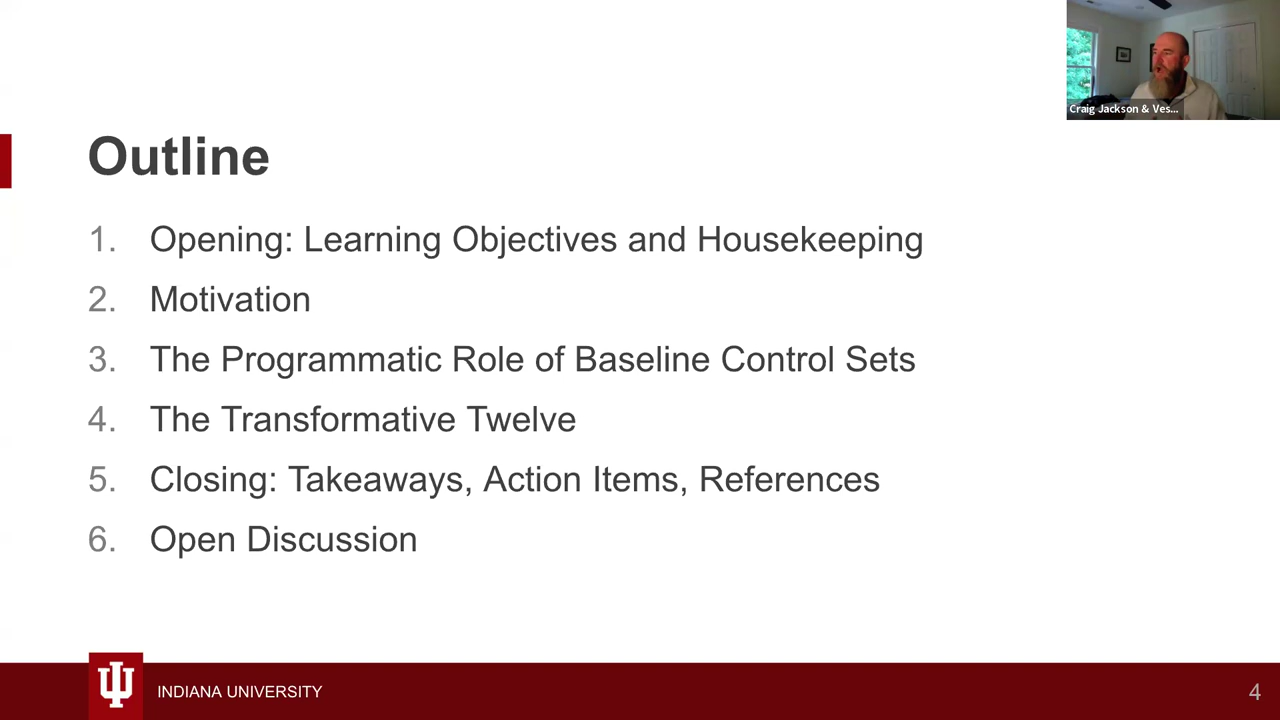 Craig Jackson & Ves...
Outline
1. Opening: Learning Objectives and Housekeeping
2. Motivation
3. The Programmatic Role of Baseline Control Sets
4. The Transformative Twelve
5. Closing: Takeaways, Action Items, References
6. Open Discussion
INDIANA UNIVERSITY
4